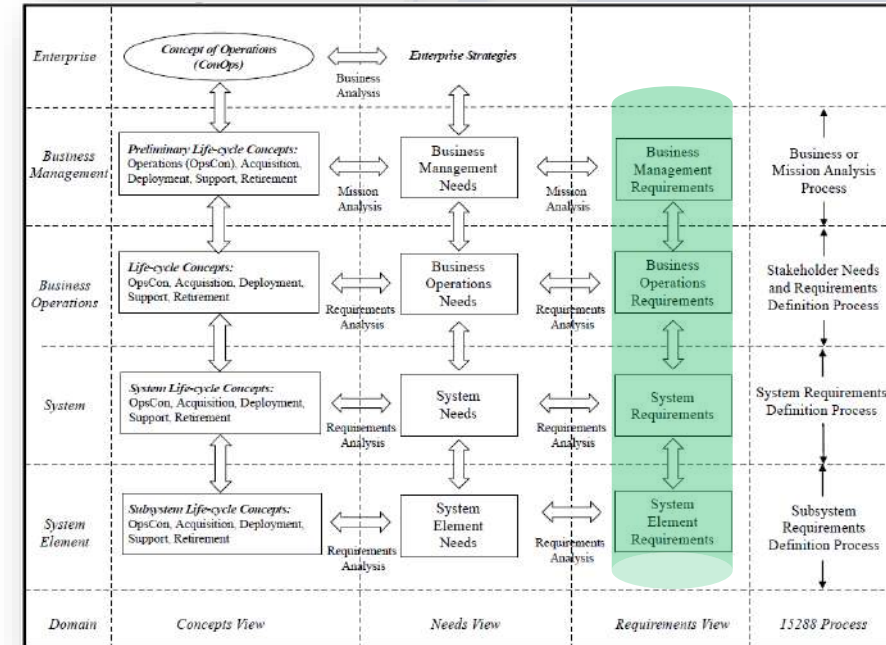 Enterprise
Concept of Operations
(ConOps)
Business
Analysis
Enterprise Strategies
Business
Management
Preliminary Life-cycle Concepts:
Operations (OpsCon), Acquisition,
Deployment, Support, Retirement
Mission
Analysis
Business
Management
Needs
Mission
Analysis
Business
Management
Requirements
Business or
Mission Analysis
Process
Business
Operations
Life-cycle Concepts:
OpsCon, Acquisition, Deployment,
Support, Retirement
Requirements
Analysis
Business
Operations
Needs
Requirements
Analysis
Business
Operations
Requirements
Stakeholder Needs
and Requirements
Definition Process
System
System Life-cycle Concepts:
OpsCon, Acquisition, Deployment,
Support, Retirement
Requirements
Analysis
System
Needs
Requirements
Analysis
System
Requirements
System Requirements
Definition Process
System
Element
Subsystem Life-cycle Concepts:
OpsCon, Acquisition, Deployment,
Support, Retirement
Requirements
Analysis
System
Element
Needs
Requirements
Analysis
System
Element
Requirements
Subsystem
Requirements
Definition Process
Domain
Concepts View
Needs View
Requirements View
15288 Process